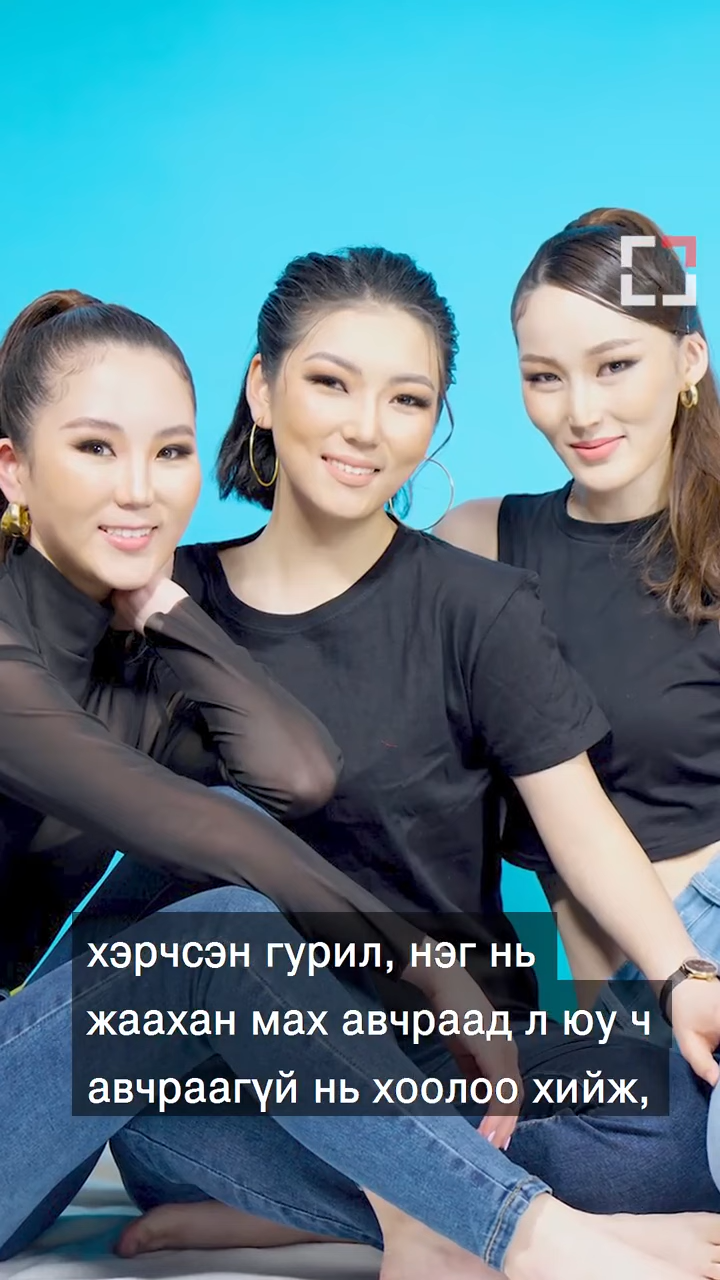 хэрчсэн гурил, нэг нь
жаахан мах авчраад л юу ч
авчраагүй нь хоолоо хийж,